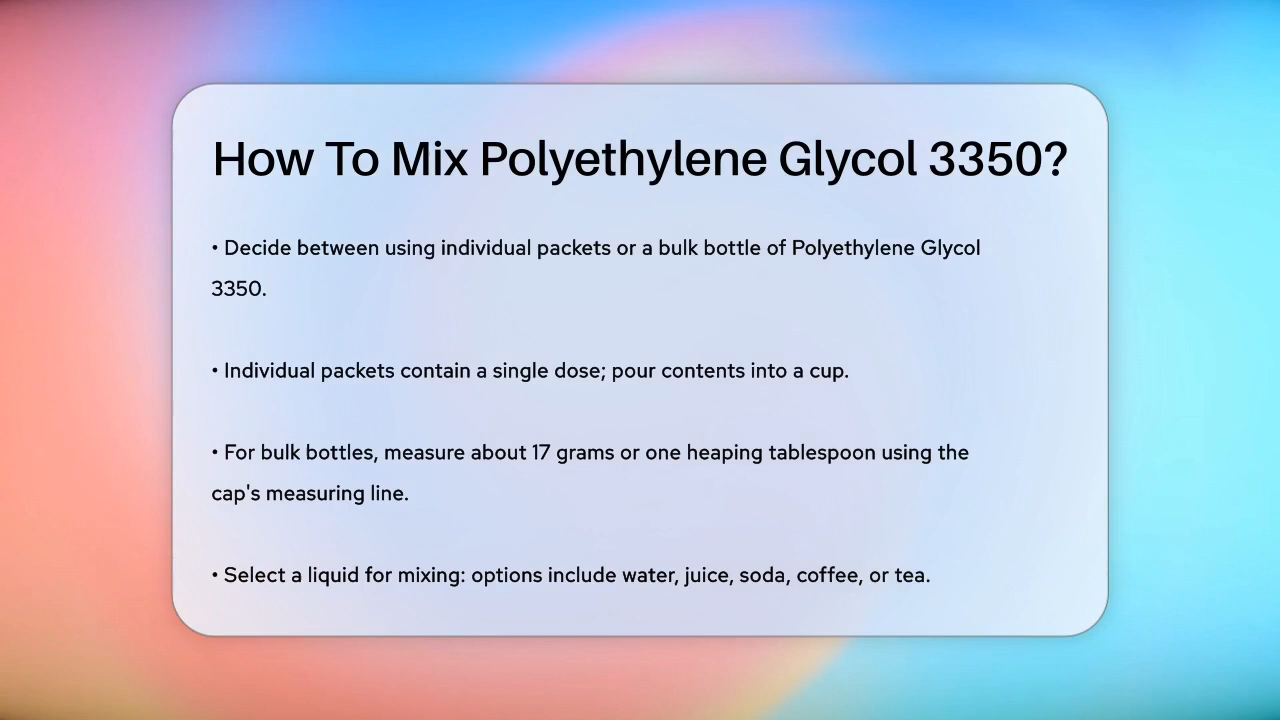 How To Mix Polyethylene Glycol 3350?
• Decide between using individual packets or a bulk bottle of Polyethylene Glycol
3350.
• Individual packets contain a single dose; pour contents into a cup.
• For bulk bottles, measure about 17 grams or one heaping tablespoon using the
cap's measuring line.
• Select a liquid for mixing: options include water, juice, soda, coffee, or tea.